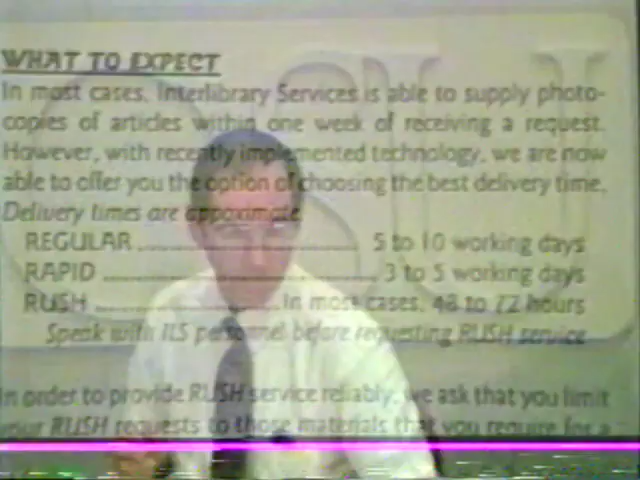 OSU
WHAT TO EXPECT
In most cases, Interlibrary Services is able to supply photo-
copies of articles within one week of receiving a request.
However, with recently implemented technology, we are now
able to offer you the option of choosing the best delivery time.
Delivery times are approximate
REGULAR ........................ 5 to 10 working days
RAPID ............................... 3 to 5 working days
RUSH ..................... In most cases, 48 to 72 hours
Speak with ILS personnel before requesting RUSH service
In order to provide RUSH service reliably, we ask that you limit
your RUSH requests to those materials that you require for a